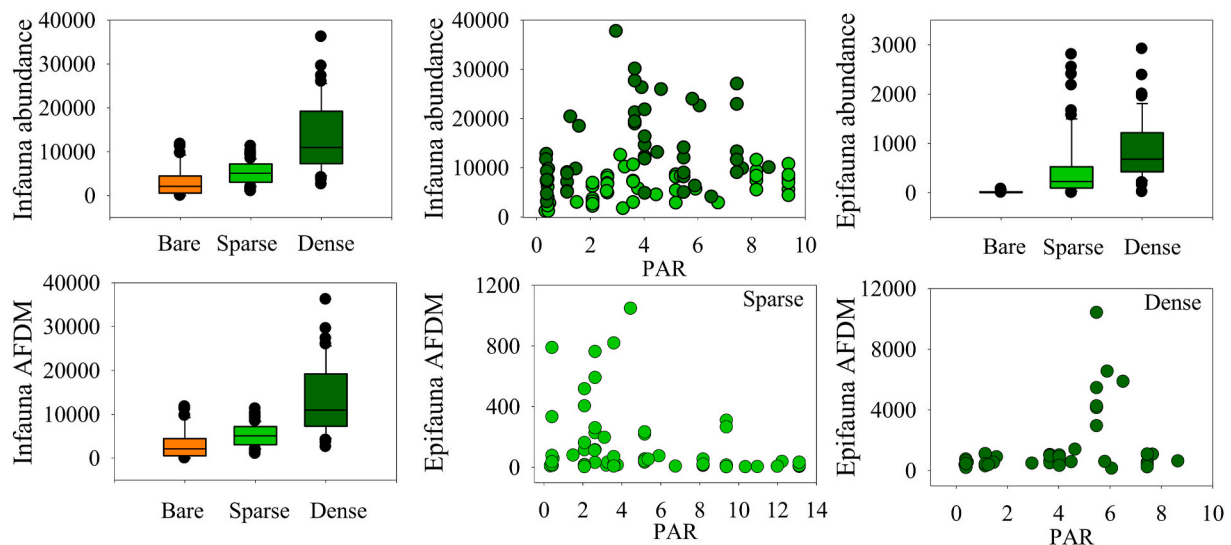 Infauna abundance
40000
30000
20000
10000
0
Bare Sparse Dense
Infauna abundance
40000
30000
20000
10000
0
0 2 4 6 8 10
PAR
Epifauna abundance
3000
2000
1000
0
Bare Sparse Dense
Infauna AFDM
40000
30000
20000
10000
0
Bare Sparse Dense
Epifauna AFDM
1200
800
400
0
Sparse
0 2 4 6 8 10 12 14
PAR
Epifauna AFDM
12000
8000
4000
0
Dense
0 2 4 6 8 10
PAR